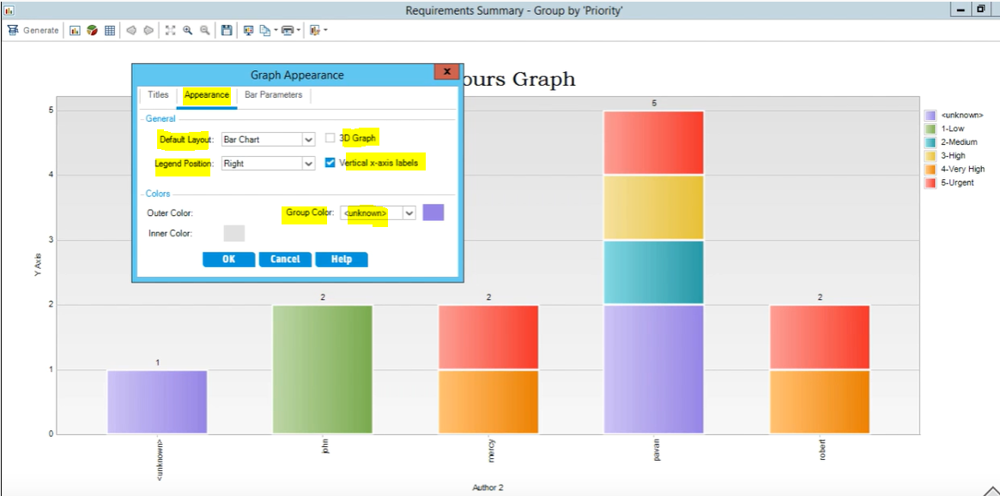 Requirements Summary - Group by 'Priority'
Generate
ours Graph
Graph Appearance
x
Titles
Appearance
Bar Parameters
General
Default Layout:
Bar Chart
3D Graph
Legend Position:
Right
Vertical x-axis labels
Colors
Outer Color:
Group Color:
<unknown>
Inner Color:
OK
Cancel
Help
<unknown>
1-Low
2-Medium
3-High
4-Very High
5-Urgent
Y Axis
5
4
3
2
1
0
1
2
2
5
2
<unknown>
john
mercy
pavan
robert
Author 2